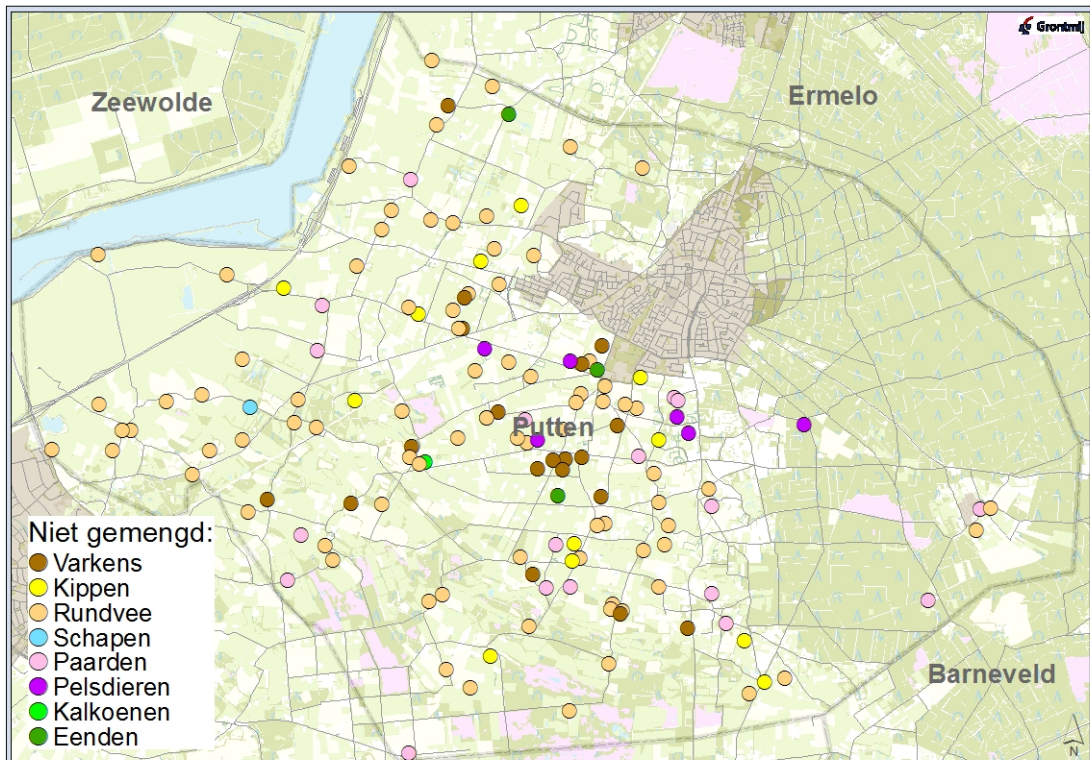 Grontmij
Zeewolde
Ermelo
Putten
Barneveld
Niet gemengd:
Varkens
Kippen
Rundvee
Schapen
Paarden
Pelsdieren
Kalkoenen
Eenden
N